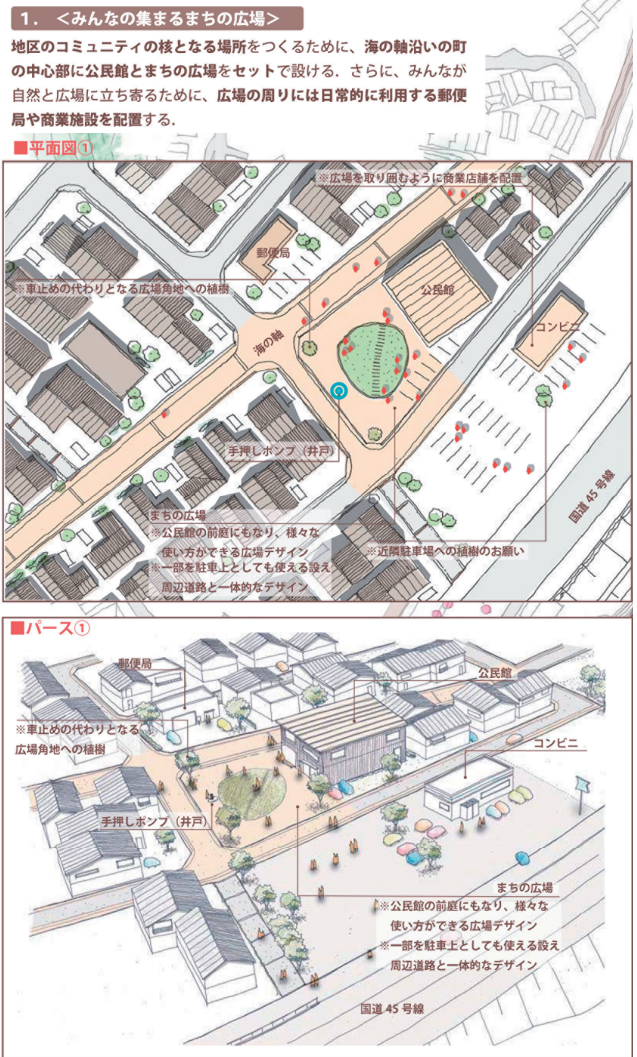 １．＜みんなの集まるまちの広場＞
地区のコミュニティの核となる場所をつくるために、海の軸沿いの町
の中心部に公民館とまちの広場をセットで設ける．さらに、みんなが
自然と広場に立ち寄るために、広場の周りには日常的に利用する郵便
局や商業施設を配置する．
■平面図①
※広場を取り囲むように商業店舗を配置
郵便局
※車止めの代わりとなる広場角地への植樹
公民館
コンビニ
海の軸
手押しポンプ（井戸）
国道45号線
まちの広場
※公民館の前庭にもなり、様々な
使い方ができる広場デザイン
※一部を駐車上としても使える設え
周辺道路と一体的なデザイン
※近隣駐車場への植樹のお願い
■パース①
郵便局
公民館
※車止めの代わりとなる
広場角地への植樹
コンビニ
手押しポンプ（井戸）
まちの広場
※公民館の前庭にもなり、様々な
使い方ができる広場デザイン
※一部を駐車上としても使える設え
周辺道路と一体的なデザイン
国道45号線